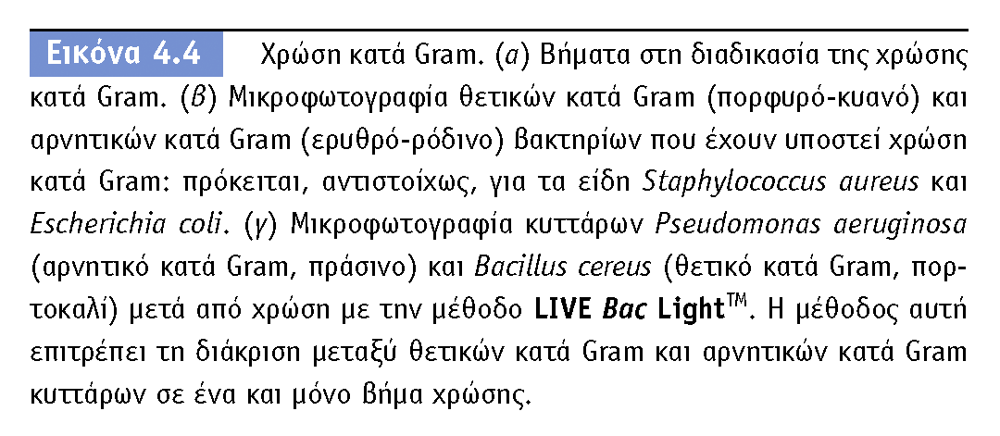 Εικόνα 4.4 Χρώση κατά Gram. (α) Βήματα στη διαδικασία της χρώσης
κατά Gram. (β) Μικροφωτογραφία θετικών κατά Gram (πορφυρό-κυανό) και
αρνητικών κατά Gram (ερυθρό-ρόδινο) βακτηρίων που έχουν υποστεί χρώση
κατά Gram: πρόκειται, αντιστοίχως, για τα είδη Staphylococcus aureus και
Escherichia coli. (γ) Μικροφωτογραφία κυττάρων Pseudomonas aeruginosa
(αρνητικό κατά Gram, πράσινο) και Bacillus cereus (θετικό κατά Gram, πορ-
τοκαλί) μετά από χρώση με την μέθοδο LIVE Bac Light™. Η μέθοδος αυτή
επιτρέπει τη διάκριση μεταξύ θετικών κατά Gram και αρνητικών κατά Gram
κυττάρων σε ένα και μόνο βήμα χρώσης.